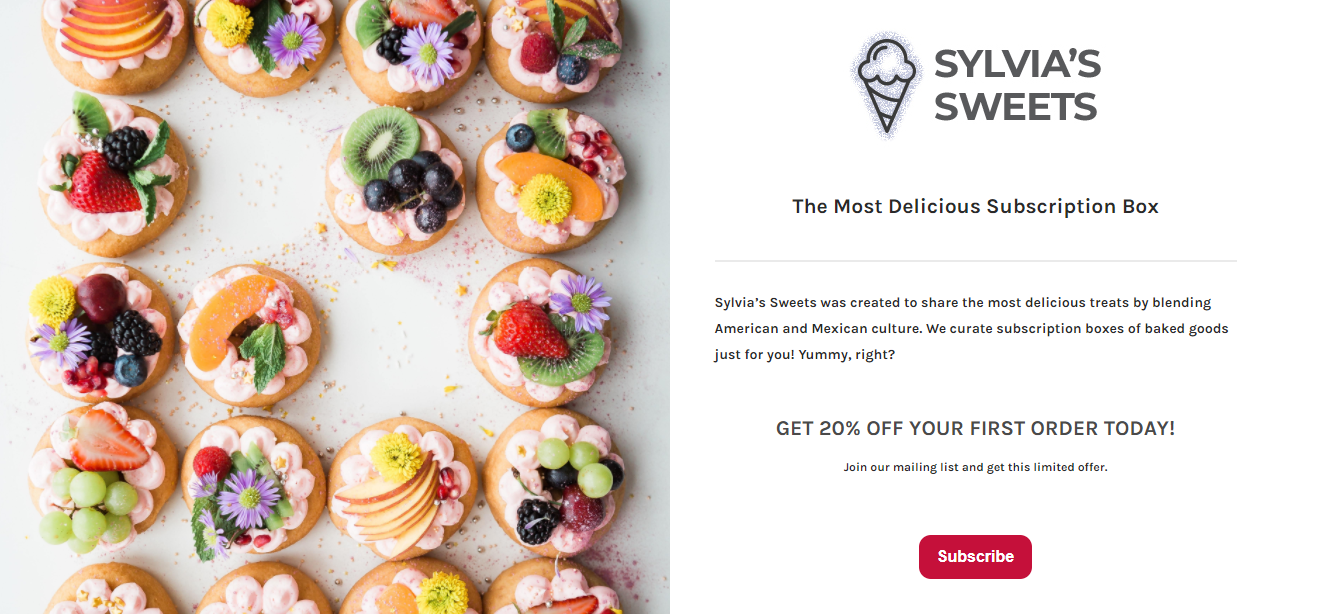 SYLVIA’S
SWEETS
The Most Delicious Subscription Box
Sylvia’s Sweets was created to share the most delicious treats by blending
American and Mexican culture. We curate subscription boxes of baked goods
just for you! Yummy, right?
GET 20% OFF YOUR FIRST ORDER TODAY!
Join our mailing list and get this limited offer.
Subscribe